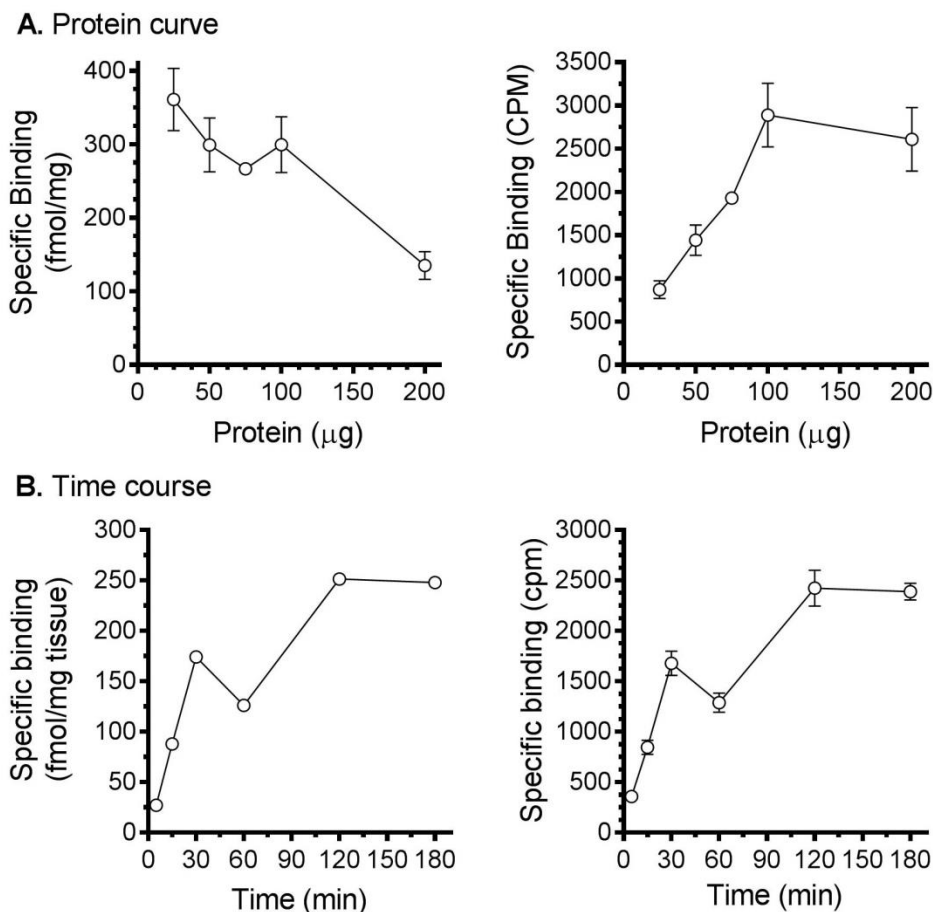 A. Protein curve
Specific Binding
(fmol/mg)
400
300
200
100
0
0 50 100 150 200
Protein (μg)
Specific Binding (CPM)
3500
3000
2500
2000
1500
1000
500
0
0 50 100 150 200
Protein (μg)
B. Time course
Specific binding
(fmol/mg tissue)
300
250
200
150
100
50
0
0 30 60 90 120 150 180
Time (min)
Specific binding (cpm)
3000
2500
2000
1500
1000
500
0
0 30 60 90 120 150 180
Time (min)